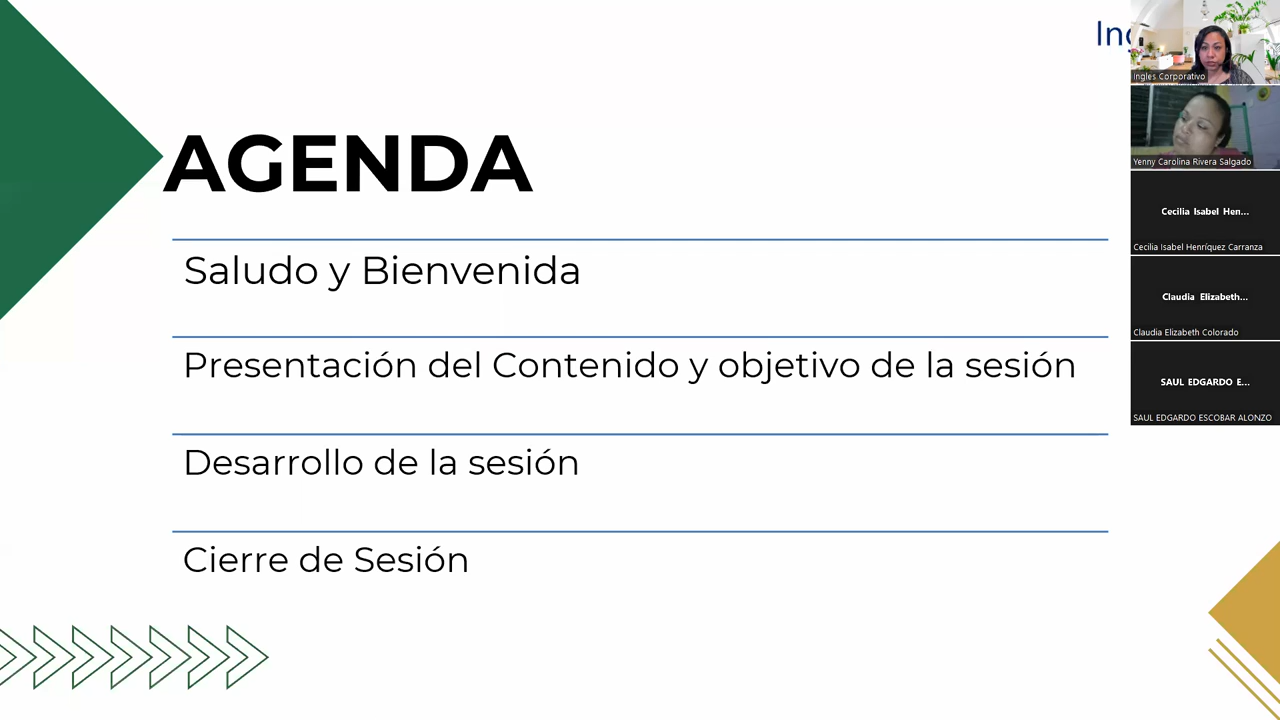 AGENDA
Saludo y Bienvenida
Presentación del Contenido y objetivo de la sesión
Desarrollo de la sesión
Cierre de Sesión
Ingles Corporativo
Yenny Carolina Rivera Salgado
Cecilia Isabel Hen...
Cecilia Isabel Henríquez Carranza
Claudia Elizabeth...
Claudia Elizabeth Colorado
SAUL EDGARDO E...
SAUL EDGARDO ESCOBAR ALONZO